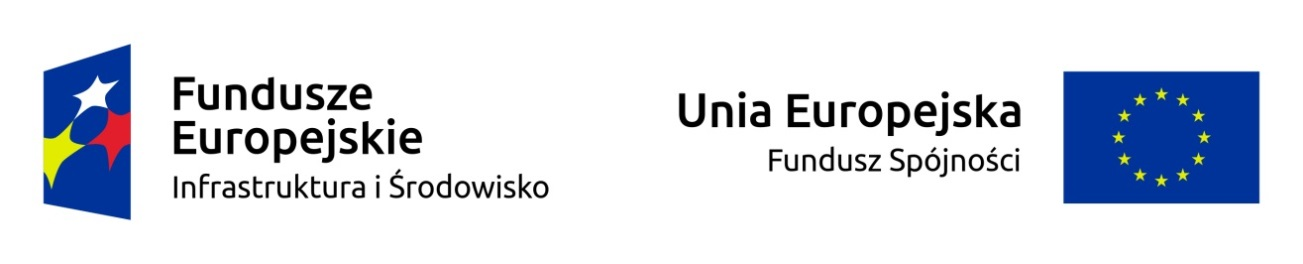 Fundusze
Europejskie
Infrastruktura i Środowisko
Unia Europejska
Fundusz Spójności